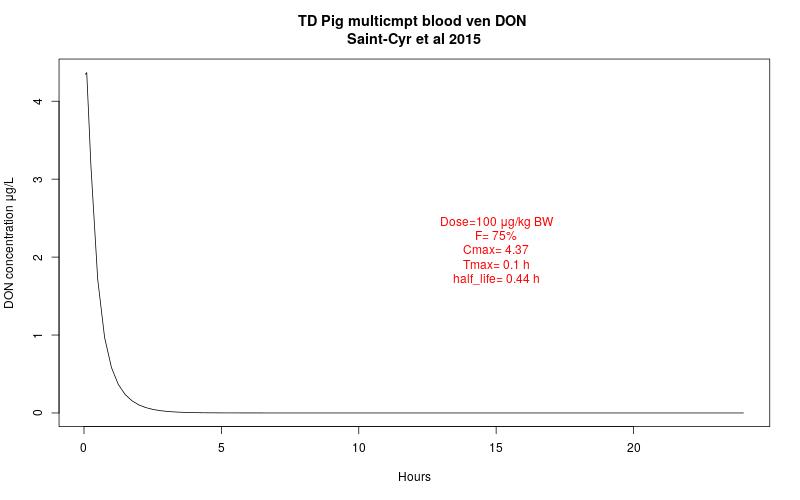 TD Pig multicmpt blood ven DON
Saint-Cyr et al 2015
DON concentration µg/L
4
3
2
1
0
Dose=100 µg/kg BW
F= 75%
Cmax= 4.37
Tmax= 0.1 h
half_life= 0.44 h
0 5 10 15 20
Hours